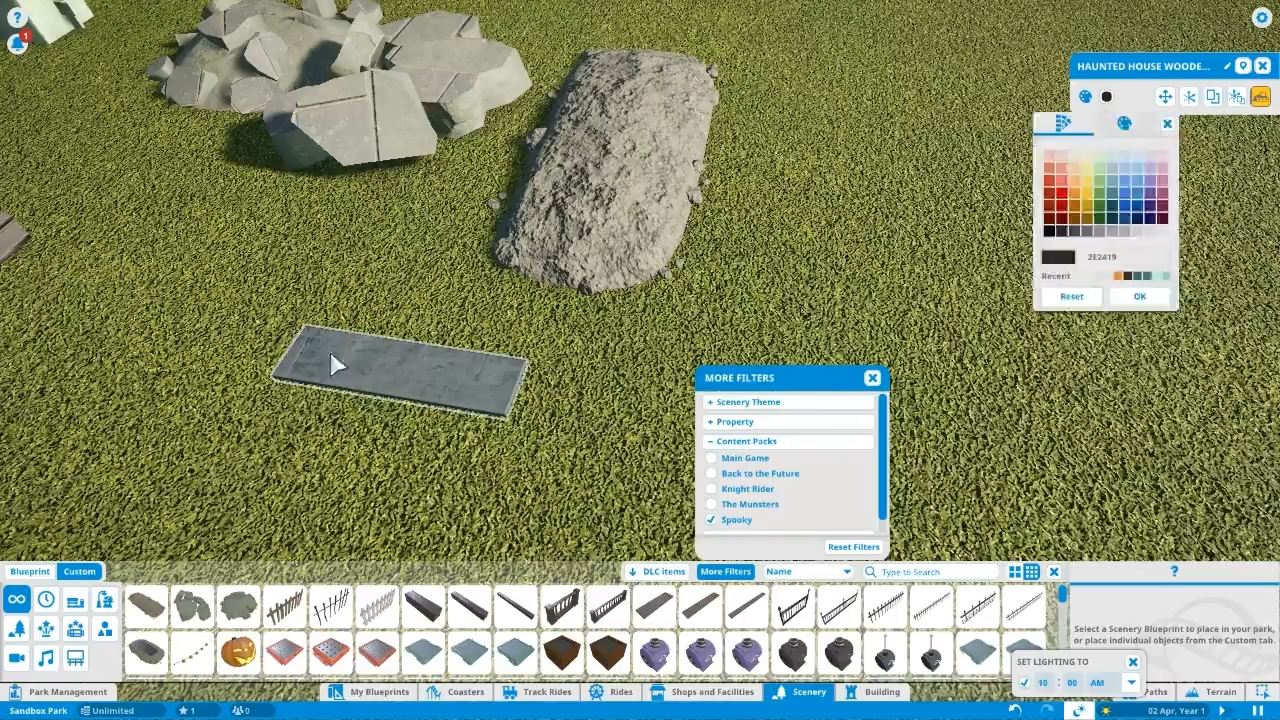 ?
1
HAUNTED HOUSE WOODE...
2E2419
Recent
Reset OK
MORE FILTERS
+ Scenery Theme
+ Property
− Content Packs
Main Game
Back to the Future
Knight Rider
The Munsters
Spooky
Reset Filters
Blueprint Custom DLC Items More Filters Name Type to Search ?
Select a Scenery Blueprint to place in your park,
or place individual objects from the Custom tab
SET LIGHTING TO
10 : 00 AM
Park Management My Blueprints Coasters Track Rides Rides Shops and Facilities Scenery Building Paths Terrain
Sandbox Park Unlimited 1 0 02 Apr, Year 1